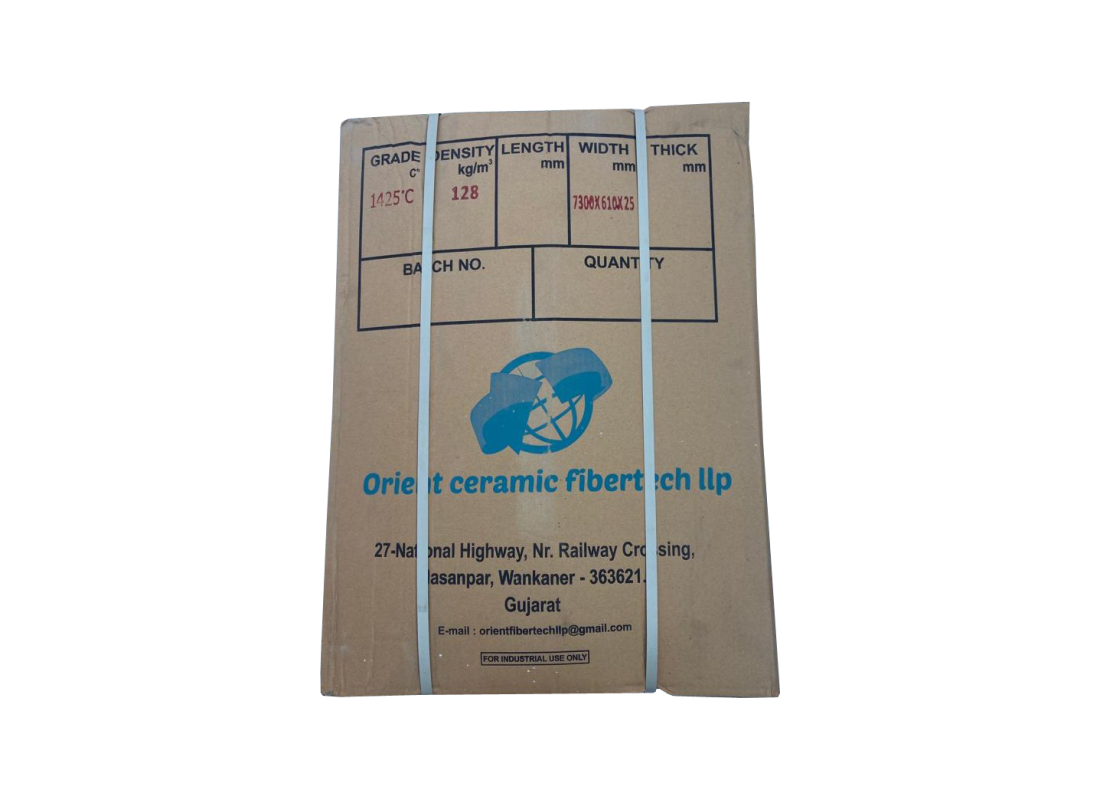 GRADE DENSITY LENGTH WIDTH THICK
C° kg/m³ mm mm mm
1425°C 128 7300X610X25
BATCH NO. QUANTITY
Orient ceramic fibertech llp
27-National Highway, Nr. Railway Crossing,
Jasanpar, Wankaner - 363621.
Gujarat
E-mail : orientfibertechllp@gmail.com
FOR INDUSTRIAL USE ONLY